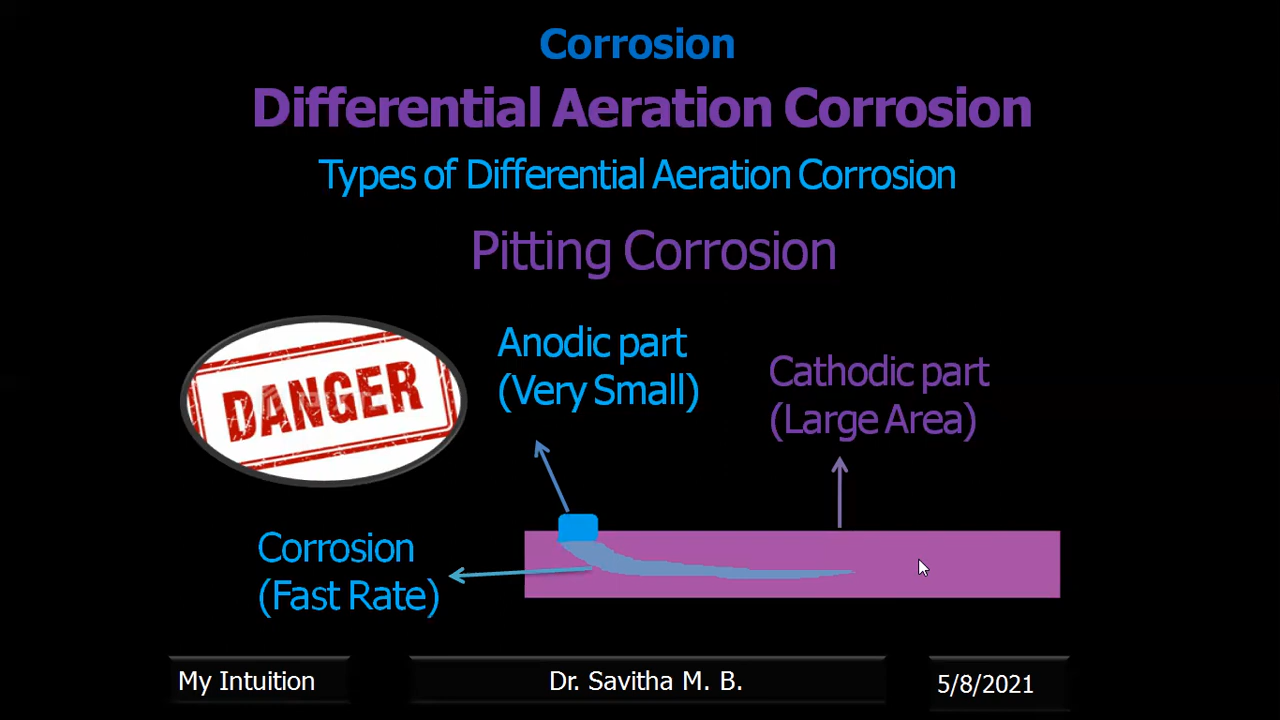 Corrosion
Differential Aeration Corrosion
Types of Differential Aeration Corrosion
Pitting Corrosion
DANGER
Anodic part
(Very Small)
Cathodic part
(Large Area)
Corrosion
(Fast Rate)
My Intuition
Dr. Savitha M. B.
5/8/2021